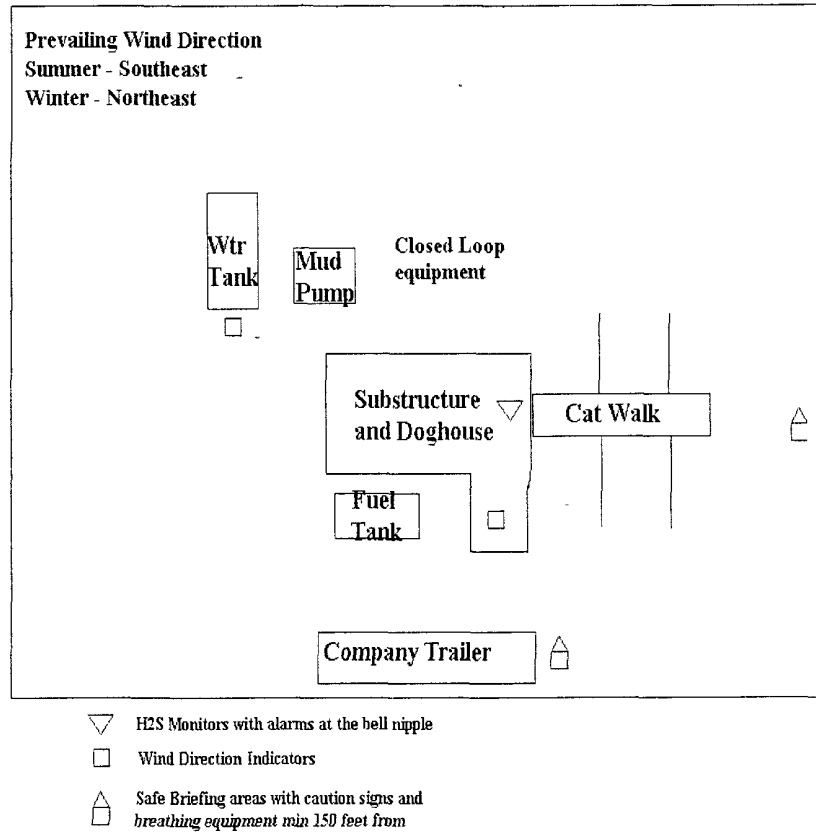 Prevailing Wind Direction
Summer - Southeast
Winter - Northeast
Wtr
Tank
Mud
Pump
Closed Loop
equipment
Substructure
and Doghouse
Cat Walk
Fuel
Tank
Company Trailer
H2S Monitors with alarms at the bell nipple
Wind Direction Indicators
Safe Briefing areas with caution signs and
breathing equipment min 150 feet from